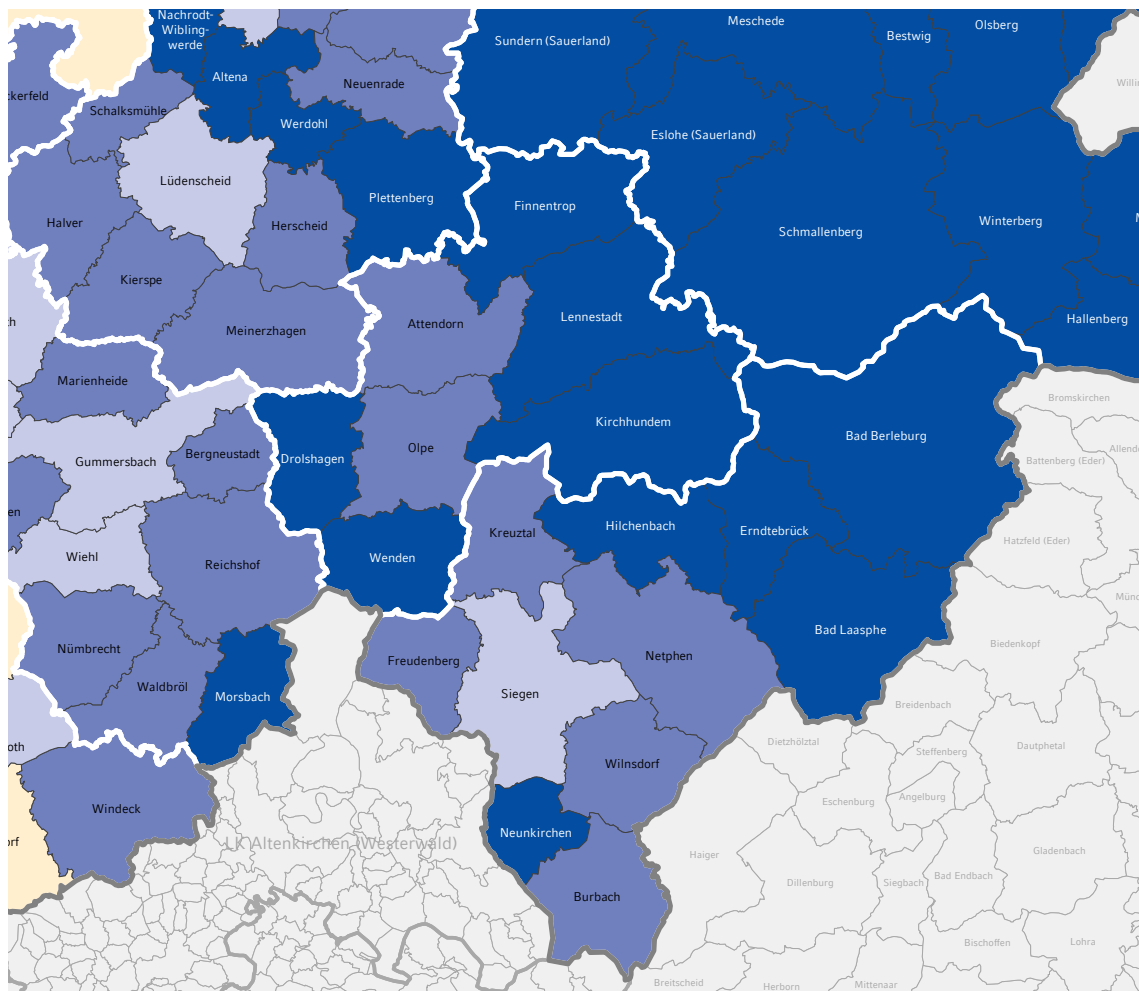 Nachrodt-
Wibling-
werde
Meschede
Olsberg
Bestwig
Sundern (Sauerland)
Altena
Neuenrade
ckerfeld
Schalksmühle
Werdohl
Eslohe (Sauerland)
Lüdenscheid
Plettenberg
Finnentrop
Halver
Herscheid
Schmallenberg
Winterberg
Kierspe
Meinerzhagen
Attendorn
Lennestadt
Hallenberg
Marienheide
Bromskirchen
Kirchhundem
Bad Berleburg
Olpe
Bergneustadt
Drolshagen
Gummersbach
Battenberg (Eder)
en
Kreuztal
Hilchenbach
Erndtebrück
Wiehl
Reichshof
Wenden
Hatzfeld (Eder)
Bad Laasphe
Nümbrecht
Biedenkopf
Freudenberg
Netphen
Waldbröl
Morsbach
Siegen
Breidenbach
oth
Dietzhölztal
Steffenberg
Dautphetal
Wilnsdorf
Windeck
Eschenburg
Angelburg
Neunkirchen
orf
LK Altenkirchen (Westerwald)
Haiger
Gladenbach
Dillenburg
Siegbach
Bad Endbach
Burbach
Bischoffen
Lohra
Breitscheid
Herborn
Mittenaar